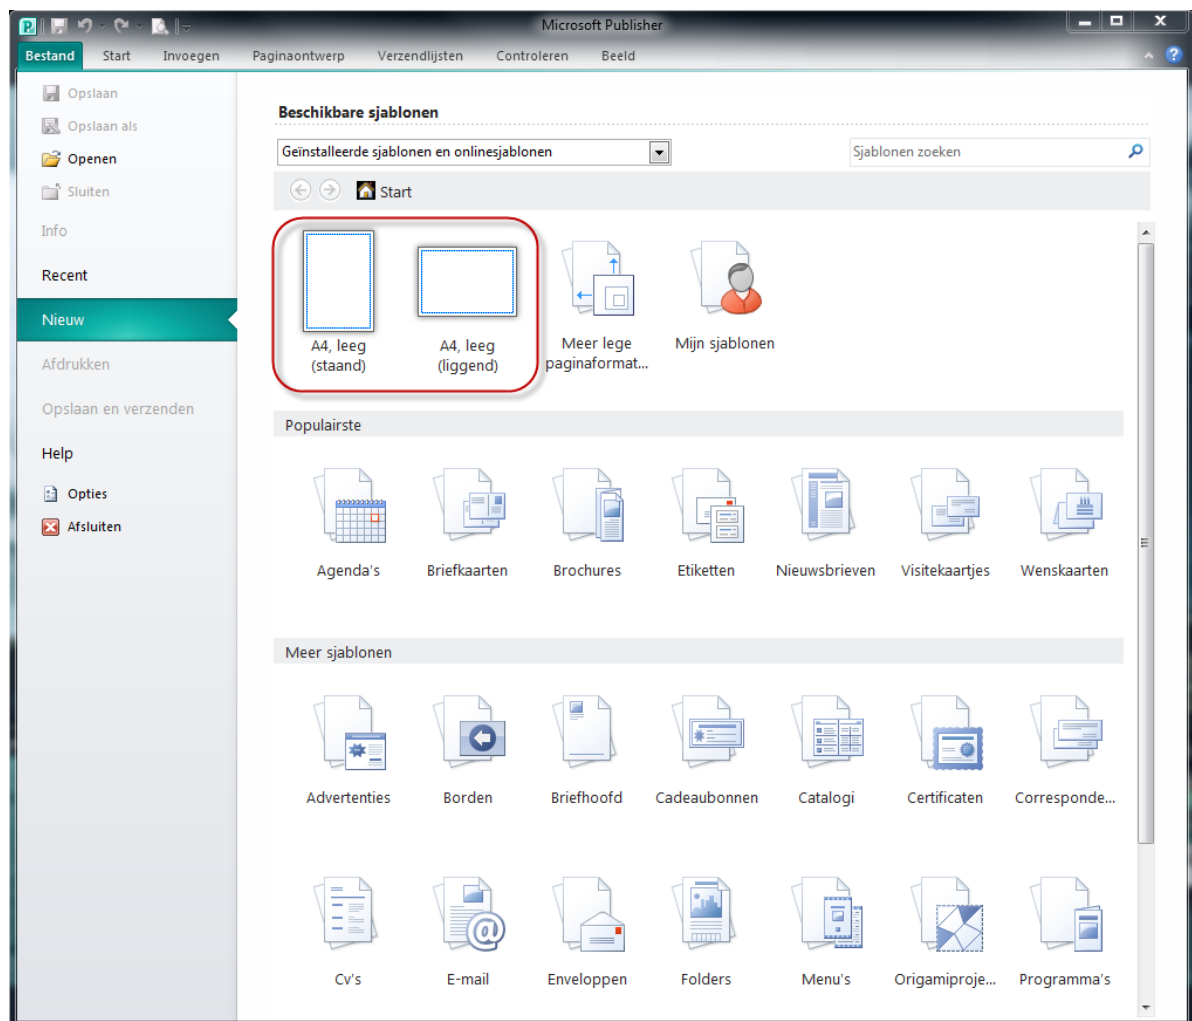 Microsoft Publisher
Bestand Start Invoegen Paginaontwerp Verzendlijsten Controleren Beeld
Opslaan
Opslaan als
Openen
Sluiten
Info
Recent
Nieuw
Afdrukken
Opslaan en verzenden
Help
Opties
Afsluiten
Beschikbare sjablonen
Geïnstalleerde sjablonen en onlinesjablonen
Sjablonen zoeken
Start
A4, leeg
(staand)
A4, leeg
(liggend)
Meer lege
paginaformat...
Mijn sjablonen
Populairste
Agenda's Briefkaarten Brochures Etiketten Nieuwsbrieven Visitekaartjes Wenskaarten
Meer sjablonen
Advertenties Borden Briefhoofd Cadeaubonnen Catalogi Certificaten Corresponde...
Cv's E-mail Enveloppen Folders Menu's Origamiproje... Programma's